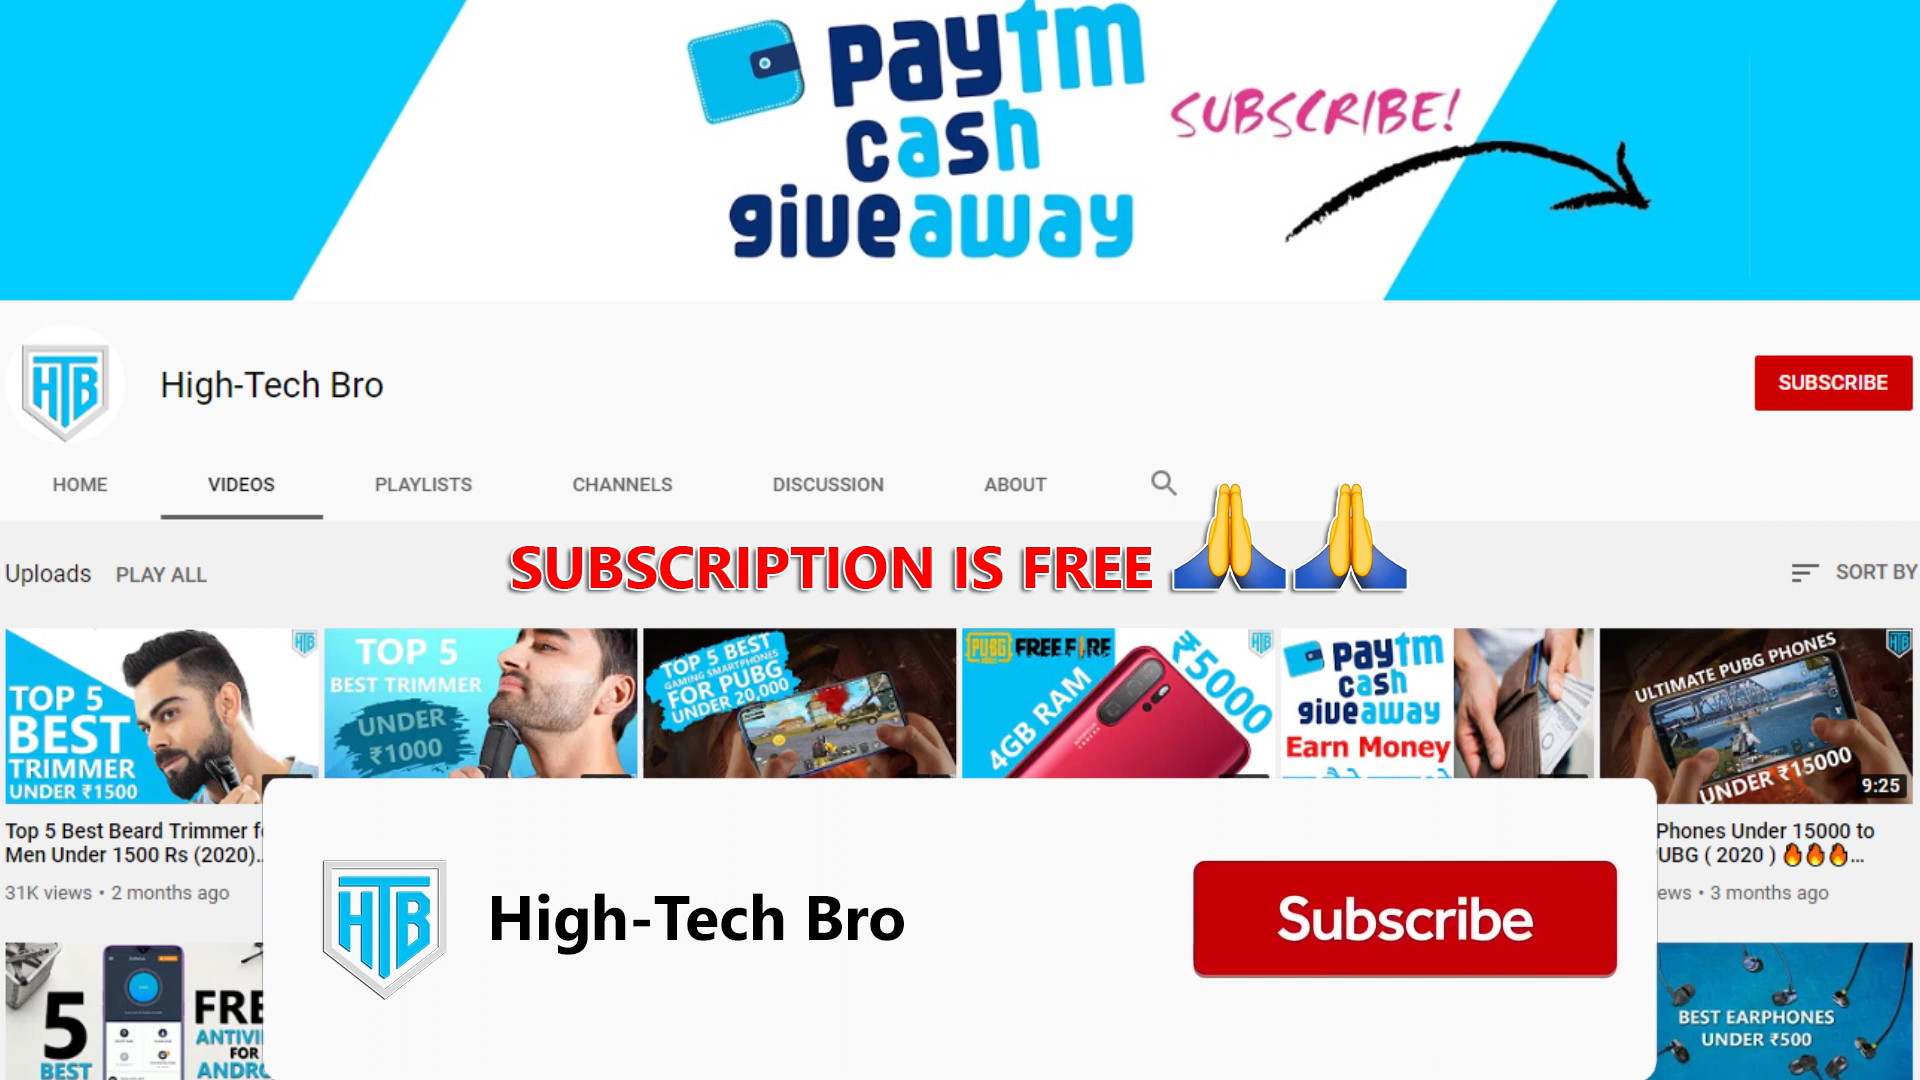 paytm
cash
giveaway
SUBSCRIBE!
HTB
High-Tech Bro
SUBSCRIBE
HOME
VIDEOS
PLAYLISTS
CHANNELS
DISCUSSION
ABOUT
SUBSCRIPTION IS FREE
Uploads
PLAY ALL
SORT BY
HTB
TOP 5
BEST
TRIMMER
UNDER ₹1500
TOP 5
BEST TRIMMER
UNDER
₹1000
TOP 5 BEST
GAMING SMARTPHONES
FOR PUBG
UNDER 20,000
PUBG
FREE FIRE
4GB RAM
₹5000
HTB
paytm
cash
giveaway
Earn Money
ULTIMATE PUBG PHONES
UNDER ₹15000
HTB
9:25
Top 5 Best Beard Trimmer
Men Under 1500 Rs (2020)..
31K views • 2 months ago
Phones Under 15000 to
UBG ( 2020 ) 🔥🔥🔥...
ews • 3 months ago
HTB
High-Tech Bro
Subscribe
5
BEST
FRE
ANTIVI
FOR
ANDR
BEST EARPHONES
UNDER ₹500